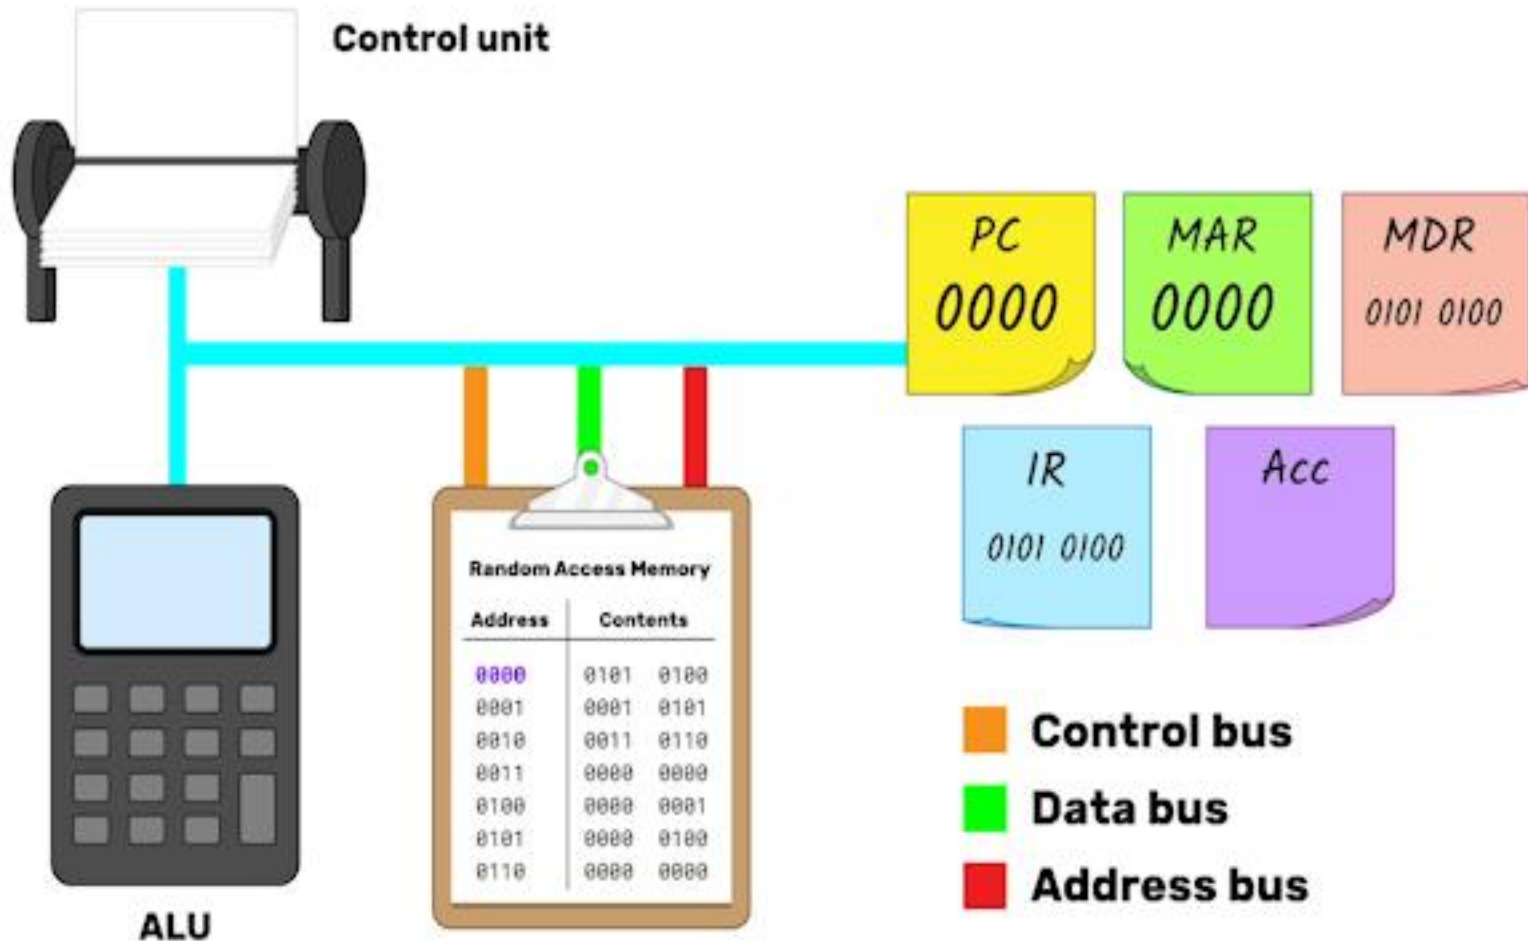 Control unit
PC
0000
MAR
0000
MDR
0101 0100
IR
0101 0100
Acc
Random Access Memory
Address Contents
0000 0101 0100
0001 0001 0101
0010 0011 0110
0011 0000 0000
0100 0000 0001
0101 0000 0100
0110 0000 0000
ALU
Control bus
Data bus
Address bus